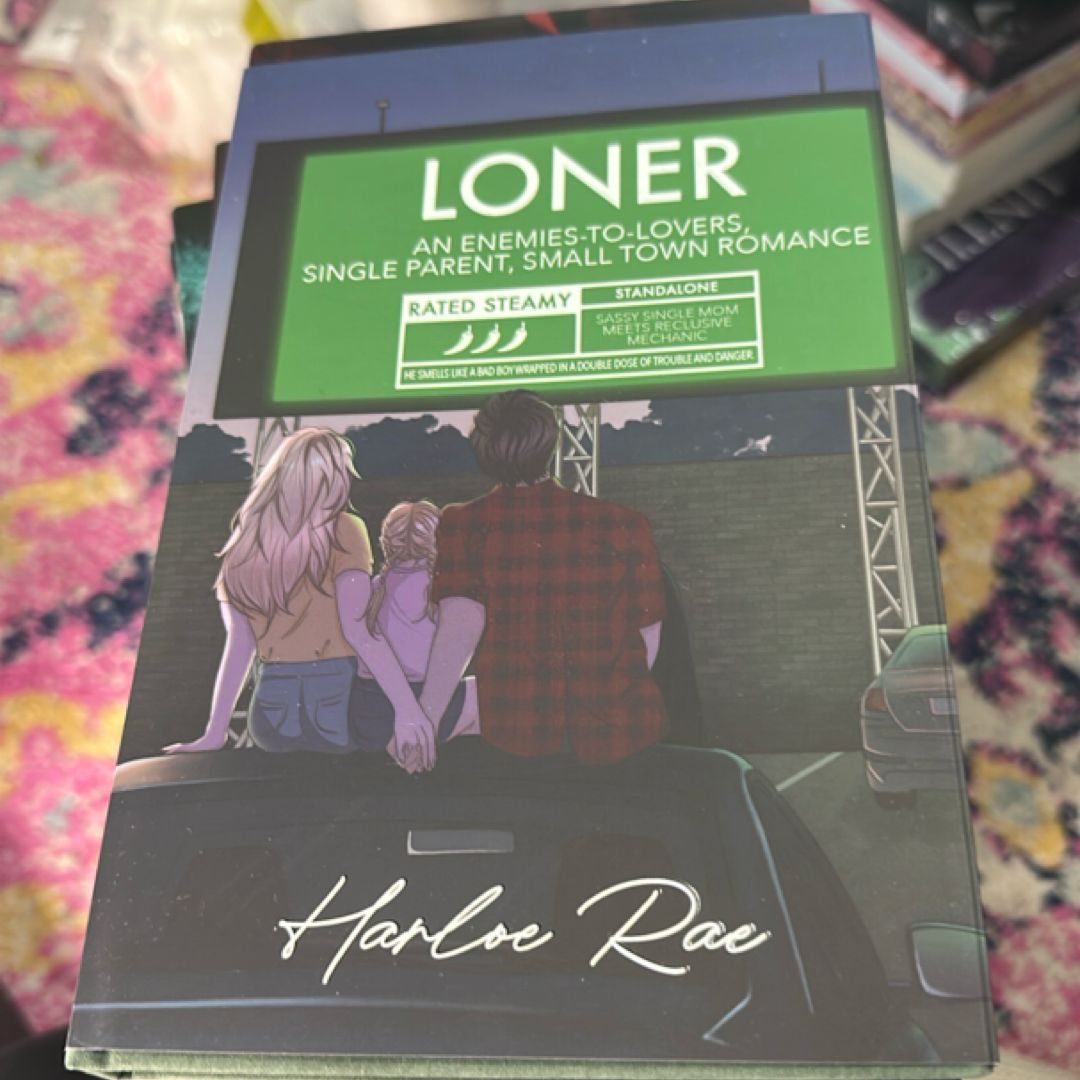 LONER
AN ENEMIES-TO-LOVERS,
SINGLE PARENT, SMALL TOWN ROMANCE
RATED STEAMY
STANDALONE
SASSY SINGLE MOM
MEETS RECLUSIVE
MECHANIC
HE SMELLS LIKE A BAD BOY WRAPPED IN A DOUBLE DOSE OF TROUBLE AND DANGER.
Harloe Rae